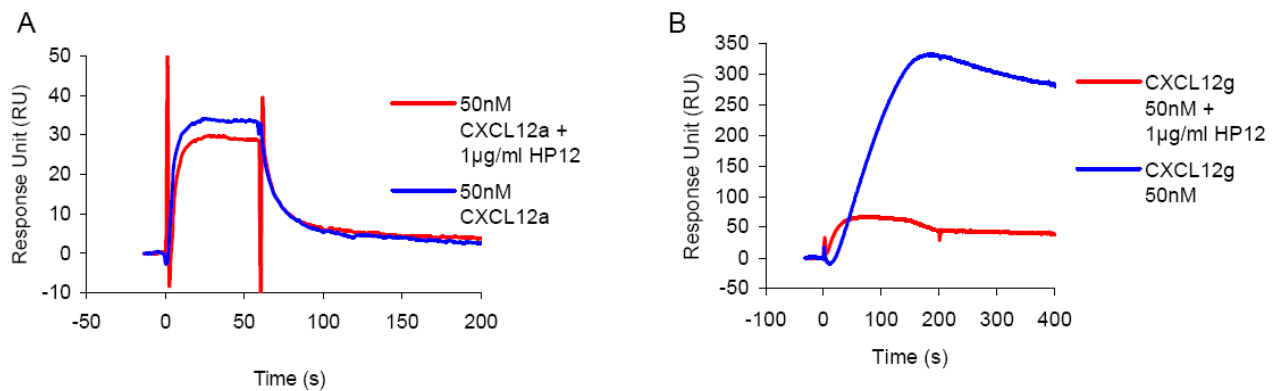 A
Response Unit (RU)
50
40
30
20
10
0
-10
-50
0
50
100
150
200
Time (s)
50nM
CXCL12a +
1µg/ml HP12
50nM
CXCL12a
B
Response Unit (RU)
350
300
250
200
150
100
50
0
-50
-100
0
100
200
300
400
Time (s)
CXCL12g
50nM +
1µg/ml HP12
CXCL12g
50nM